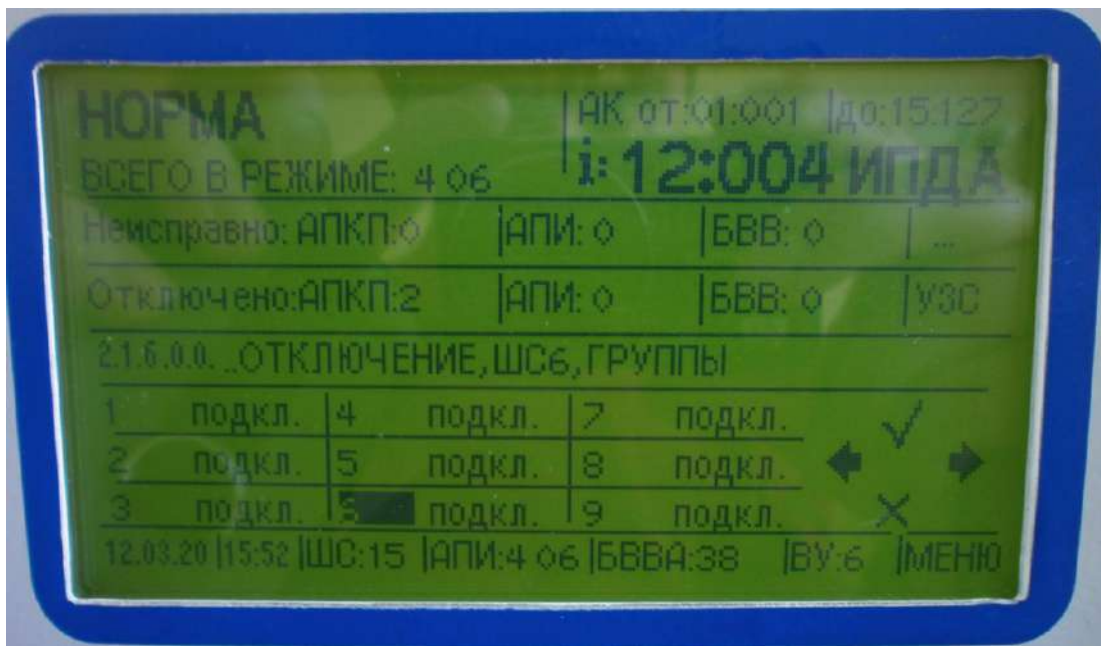 НОРМА |АК от:01:001 |до:15:127
ВСЕГО В РЕЖИМЕ: 4 06 |i: 12:004 ИПДА
Неисправно: АПКП:0 |АПИ: 0 |БВВ: 0 | ...
Отключено:АПКП:2 |АПИ: 0 |БВВ: 0 |УЗС
2.1.6.0.0. ..ОТКЛЮЧЕНИЕ,ШС6,ГРУППЫ
1 подкл. |4 подкл. |7 подкл.
2 подкл. |5 подкл. |8 подкл.
3 подкл. |6 подкл. |9 подкл.
12.03.20 |15:52 |ШС:15 |АПИ:4 06 |БВВА:38 |ВУ:6 |МЕНЮ